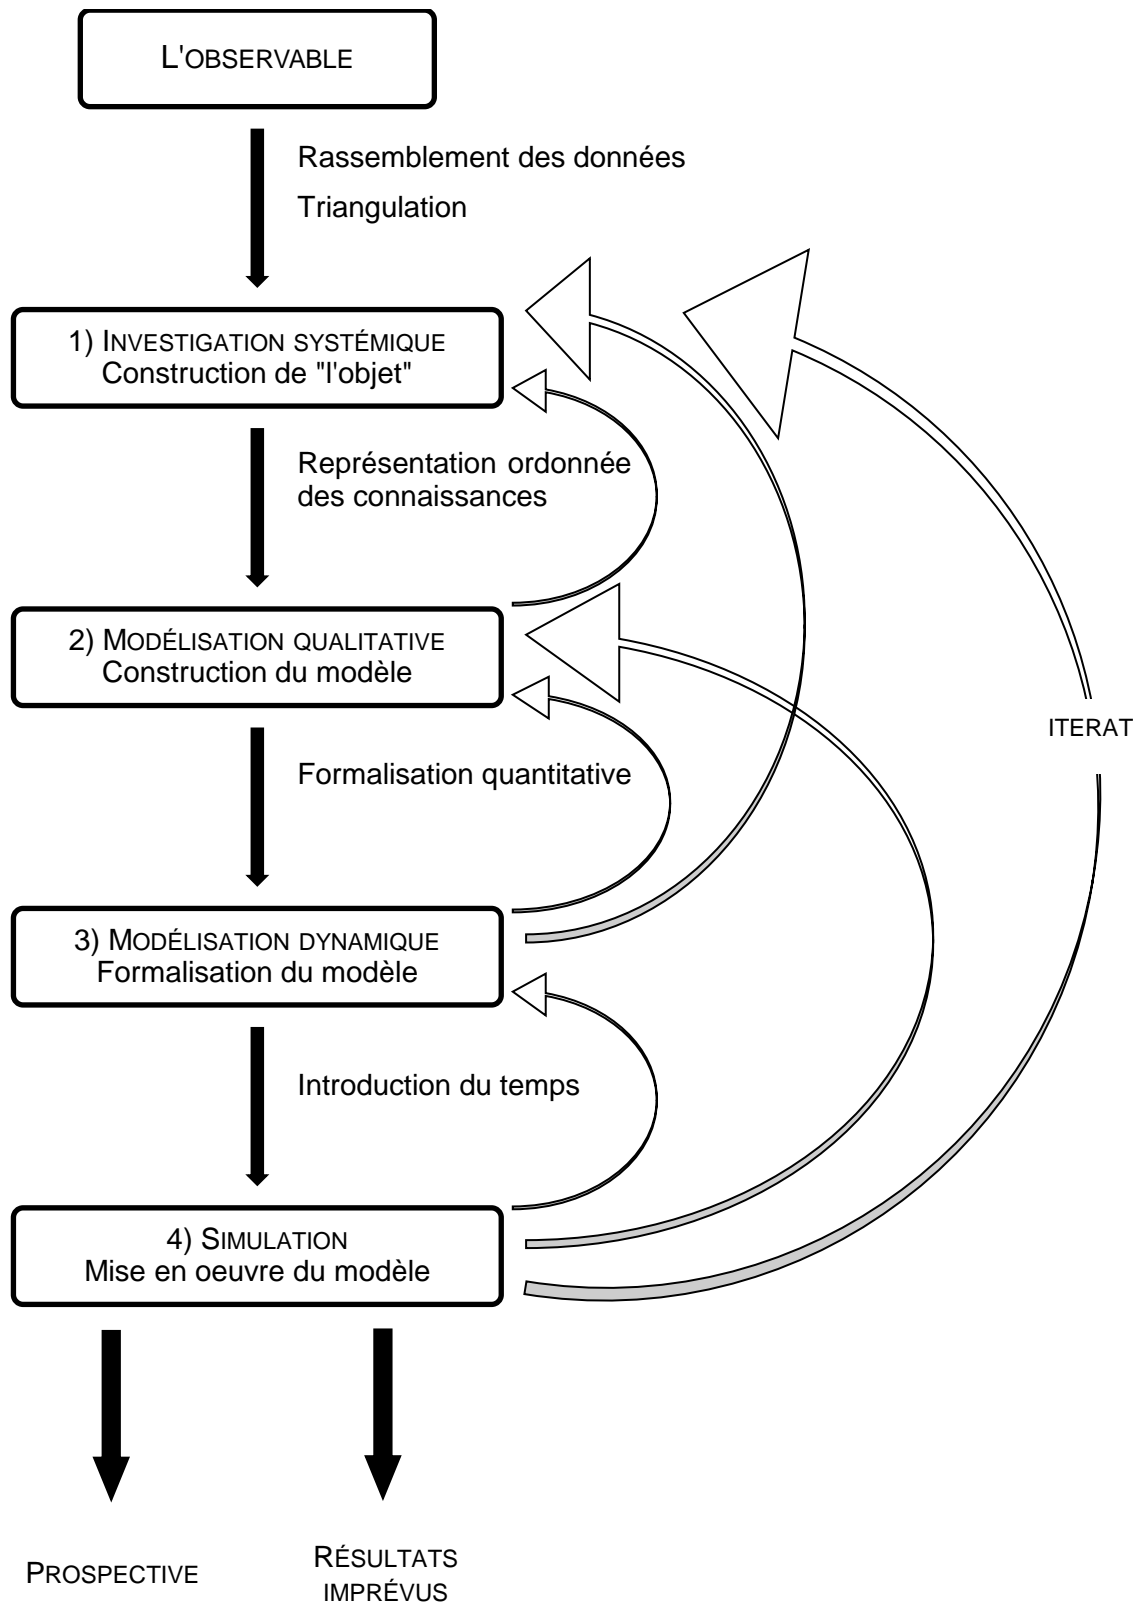 L'OBSERVABLE
Rassemblement des données
Triangulation
1) INVESTIGATION SYSTÉMIQUE
Construction de "l'objet"
Représentation ordonnée
des connaissances
2) MODÉLISATION QUALITATIVE
Construction du modèle
ITERAT
Formalisation quantitative
3) MODÉLISATION DYNAMIQUE
Formalisation du modèle
Introduction du temps
4) SIMULATION
Mise en oeuvre du modèle
PROSPECTIVE
RÉSULTATS
IMPRÉVUS